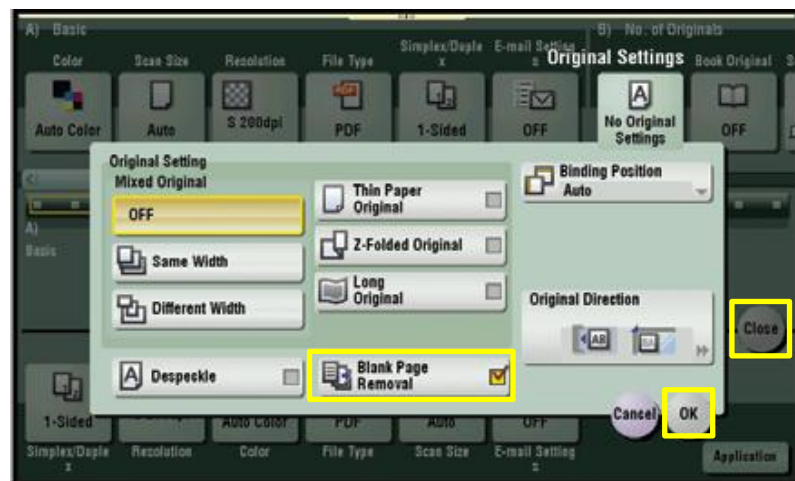 A) Basic
B) No. of Originals
Color
Scan Size
Resolution
File Type
Simplex/Duple
x
E-mail Setting
s
Original Settings
Book Original
Auto Color
Auto
S 200dpi
PDF
1-Sided
OFF
No Original
Settings
OFF
Original Setting
Mixed Original
OFF
Same Width
Different Width
Thin Paper
Original
Z-Folded Original
Long
Original
Binding Position
Auto
Original Direction
Despeckle
Blank Page
Removal
Cancel
OK
A)
Basic
Close
1-Sided
Auto Color
PDF
Auto
OFF
Simplex/Duple
x
Resolution
Color
File Type
Scan Size
E-mail Setting
s
Application